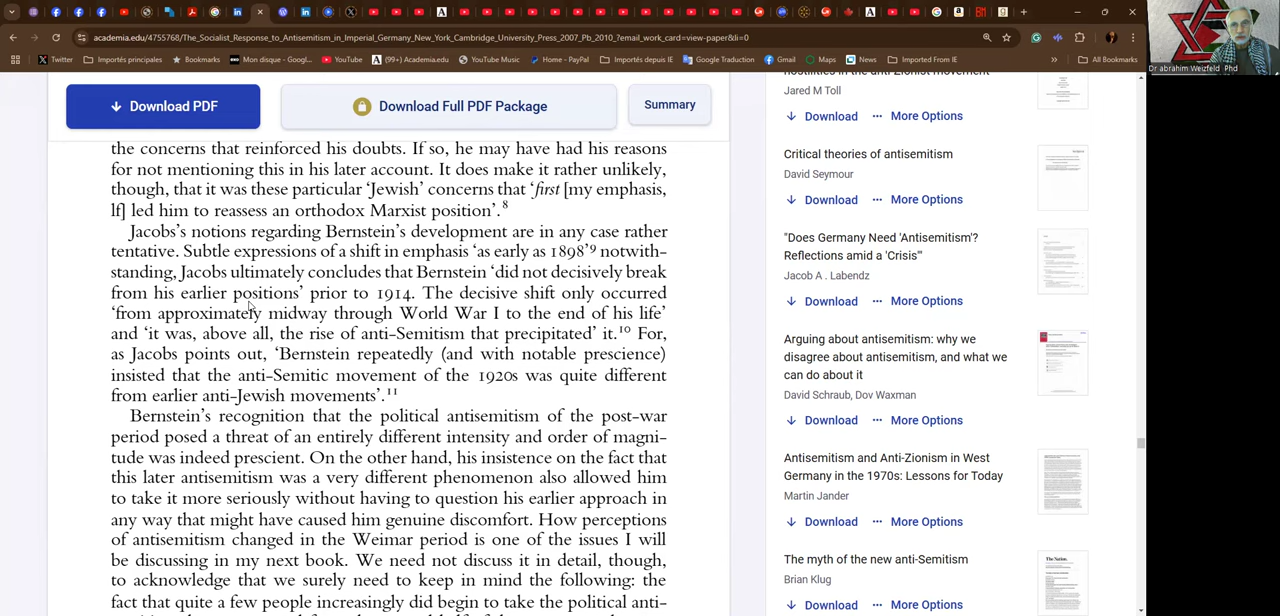 academia.edu/4755768/The_Socialist_Response_to_Antisemitism_in_Imperial_Germany_New_York_Cambridge_University_Press_2007_Pb_2010_?email_work_card=view-paper&li=0
Dr abrahim Weizfeld Phd
Twitter
Importés principales
Bookmarks
Mon disque - Googl...
YouTube
(99+) Academia.edu
YouTube Music
Home - PayPal
Importés depuis IE
Google Traduction
Gmail
Maps
News
Imported From IE
All Bookmarks
Download PDF
Download Full PDF Package
Summary
the concerns that reinforced his doubts. If so, he may have had his reasons
for not mentioning this in his own account. It does make it rather unlikely,
though, that it was these particular ‘Jewish’ concerns that ‘first [my emphasis,
lf] led him to reassess an orthodox Marxist position’.8
Jacobs’s notions regarding Bernstein’s development are in any case rather
tentative. Subtle expressions of a shift in emphasis ‘as early as 1898’9 notwith-
standing, Jacobs ultimately concludes that Bernstein ‘did not decisively break
from his earlier positions’ prior to 1914. The decisive shift only occurred
‘from approximately midway through World War I to the end of his life’
and ‘it was, above all, the rise of anti-Semitism that precipitated’ it.10 For,
as Jacobs points out, ‘Bernstein repeatedly (and with notable prescience)
insisted that the anti-Semitic movement of the 1920s was quite different
from earlier anti-Jewish movements’.11
Bernstein’s recognition that the political antisemitism of the post-war
period posed a threat of an entirely different intensity and order of magni-
tude was indeed prescient. On the other hand, his insistence on the fact that
this later antisemitism was a vastly different phenomenon also allowed him
to take it more seriously without having to question his earlier approach in
any way that might have caused him genuine discomfort. How perceptions
of antisemitism changed in the Weimar period is one of the issues I will
be discussing in my next book. We need not discuss it in detail, though,
to acknowledge that we surely need to bear in mind in following the
fact that quite a few things had obviously
hostilities in the anti-Zionist movement
Jared M Toll
Download
More Options
Critical theories of antisemitism
David Seymour
Download
More Options
"Does Germany Need 'Antisemitism'?
Reflections amid a 'Crisis'"
Jacob A . Labendz
Download
More Options
Arguing about antisemitism: why we
disagree about antisemitism, and what we
can do about it
David Schraub, Dov Waxman
Download
More Options
Antisemitism and Anti-Zionism in West
Germany in the 1970s: Lessons for Today
Martin Jander
Download
More Options
The myth of the new anti-Semitism
Brian Klug
Download
More Options
The Nation.